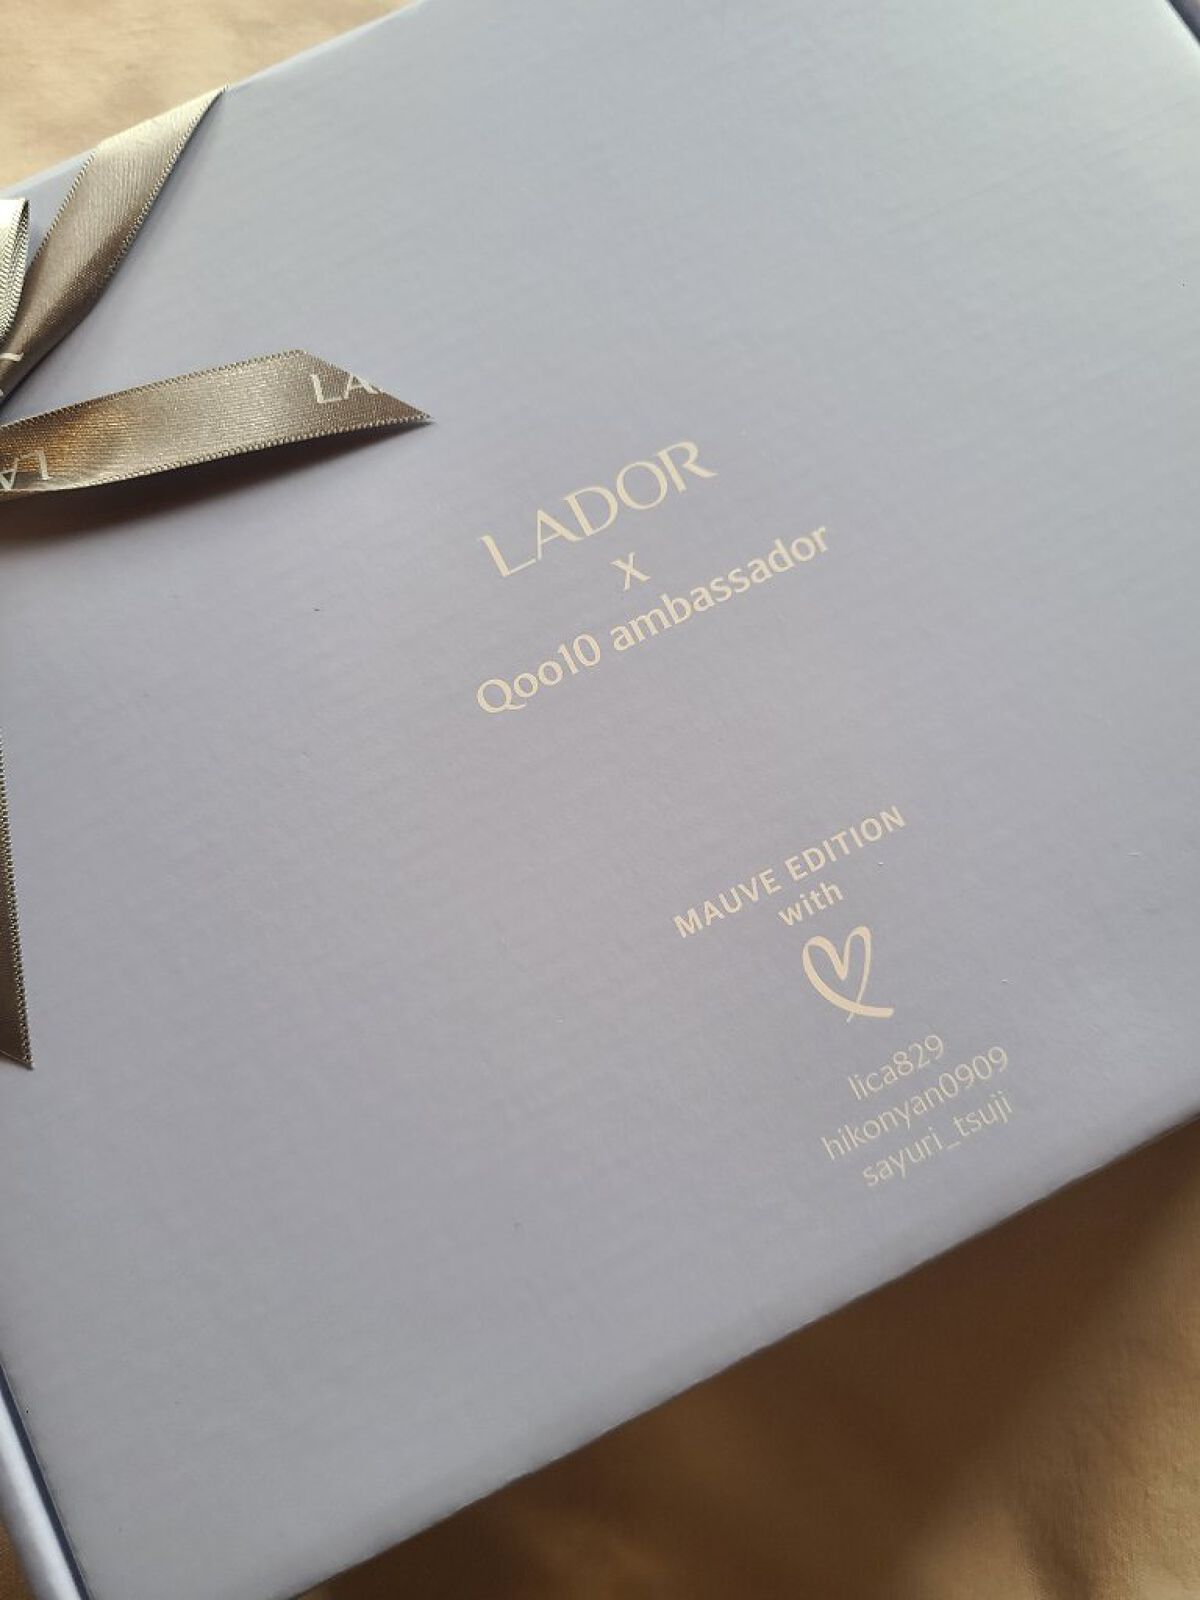 LADOR
X
Qoo10 ambassador
MAUVE EDITION
with
lica829
hikonyan0909
sayuri_tsuji